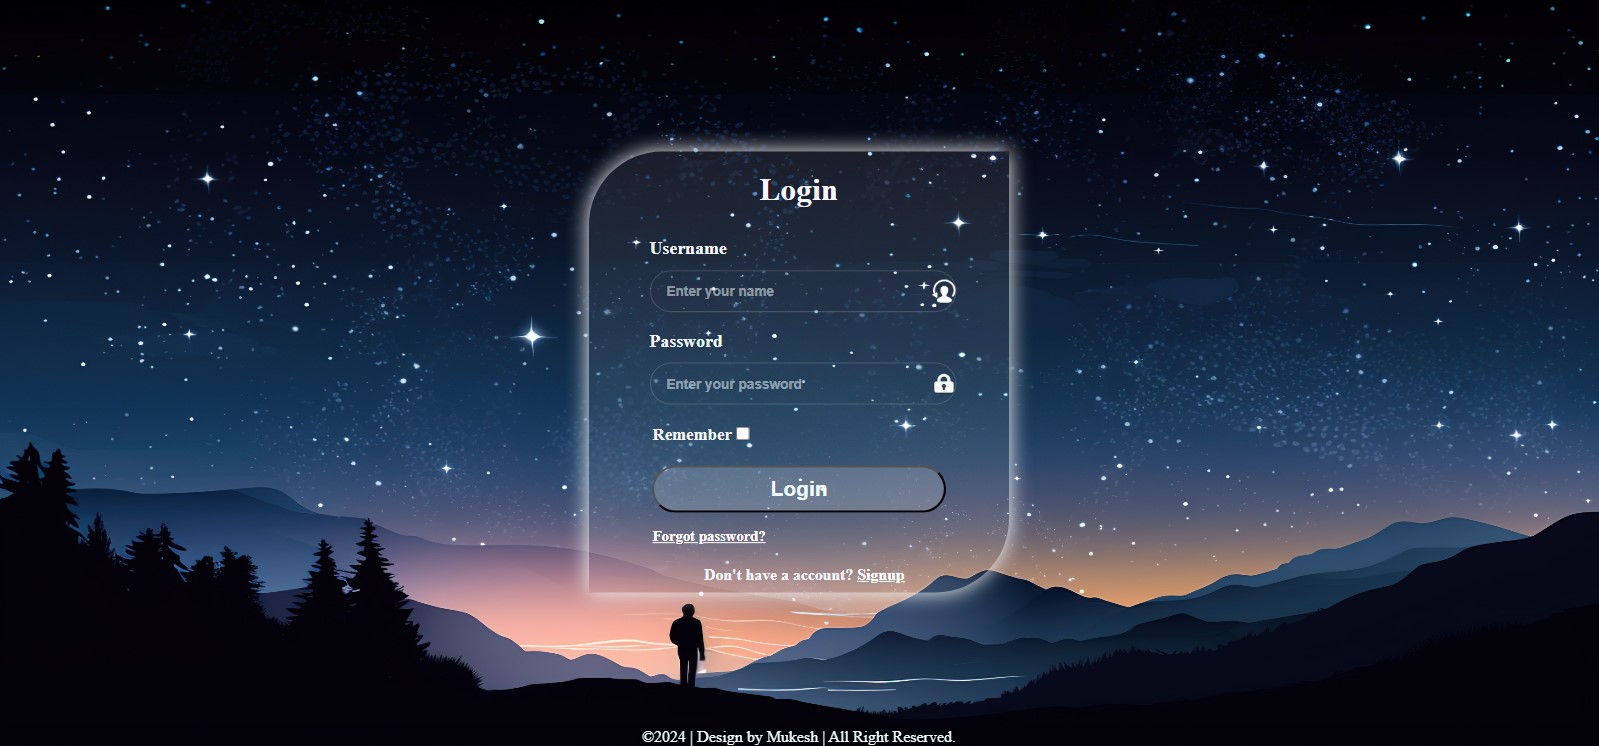 Login
Username
Enter your name
Password
Enter your password
Remember
Login
Forgot password?
Don't have a account? Signup
©2024 | Design by Mukesh | All Right Reserved.